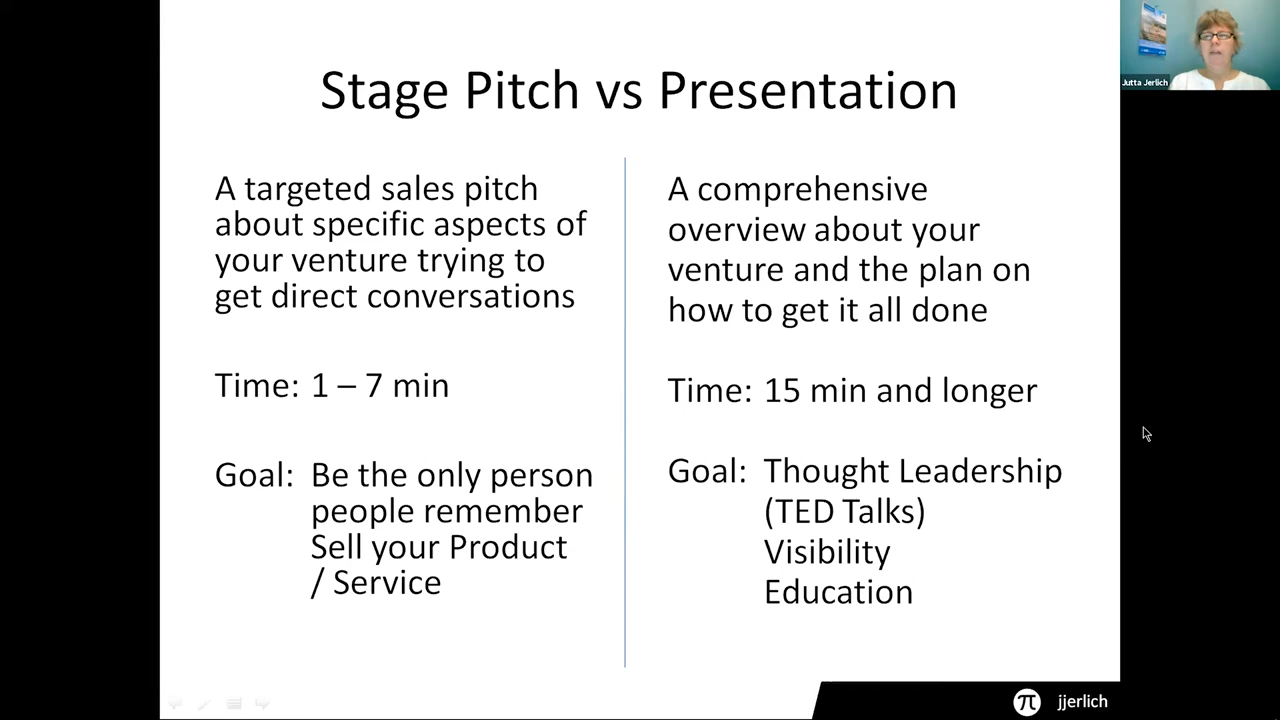 Stage Pitch vs Presentation
A targeted sales pitch
about specific aspects of
your venture trying to
get direct conversations
Time: 1 – 7 min
Goal: Be the only person
people remember
Sell your Product
/ Service
A comprehensive
overview about your
venture and the plan on
how to get it all done
Time: 15 min and longer
Goal: Thought Leadership
(TED Talks)
Visibility
Education
π jjerlich
Jutta Jerlich